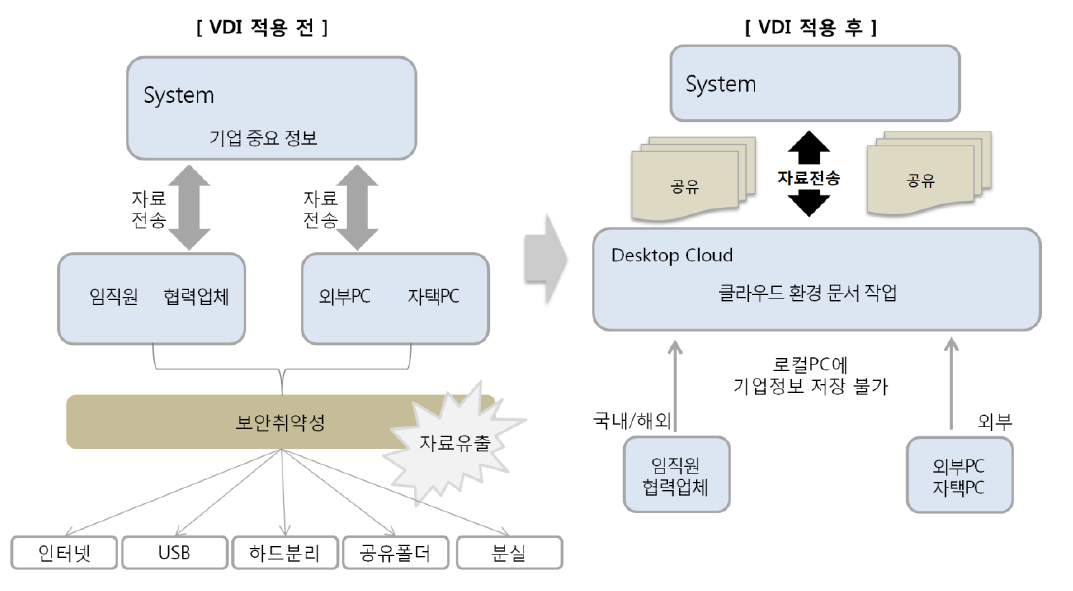 [ VDI 적용 전 ]
System
기업 중요 정보
자료
전송
자료
전송
임직원 협력업체
외부PC 자택PC
보안취약성
자료유출
인터넷
USB
하드분리
공유폴더
분실
[ VDI 적용 후 ]
System
공유
자료전송
공유
Desktop Cloud
클라우드 환경 문서 작업
로컬PC에
기업정보 저장 불가
국내/해외
외부
임직원
협력업체
외부PC
자택PC